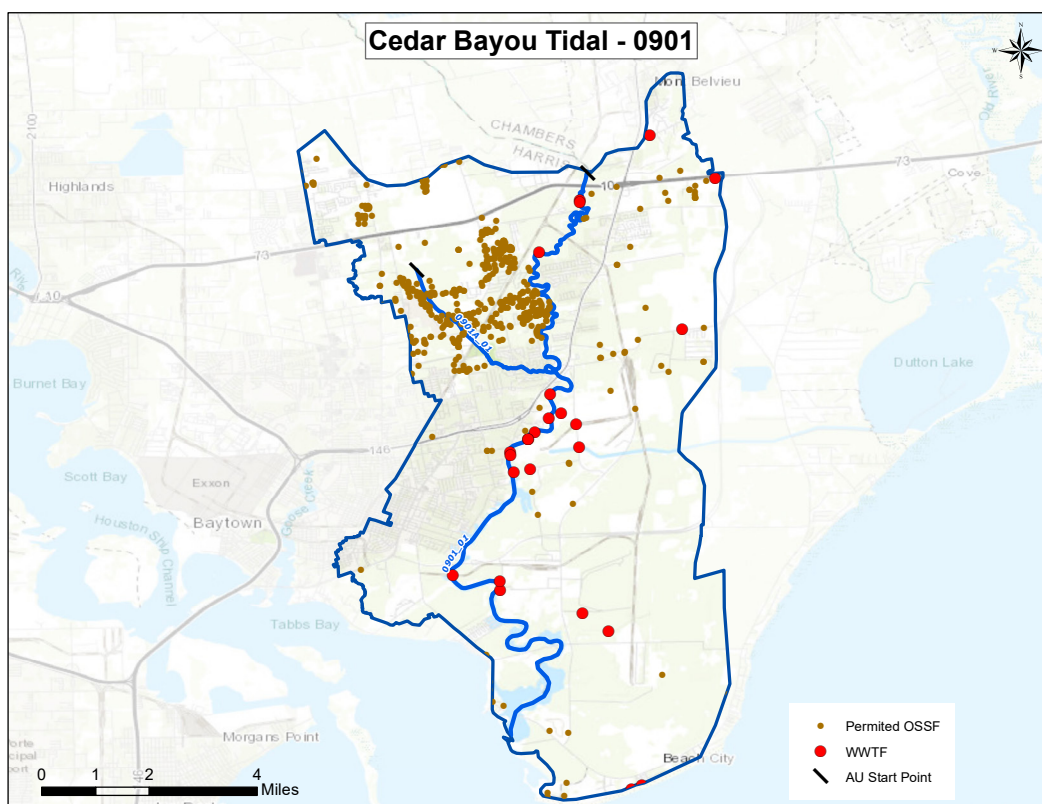 Cedar Bayou Tidal - 0901
N
W
E
S
Mont Belvieu
Old River
2100
CHAMBERS
HARRIS
73
Highlands
10
Cove
73
10
0901A_01
Dutton Lake
Burnet Bay
146
Scott Bay
Exxon
Goose Creek
Baytown
Houston Ship Channel
0901_01
Tabbs Bay
Morgans Point
Beach City
146
0 1 2 4
Miles
Permited OSSF
WWTF
AU Start Point